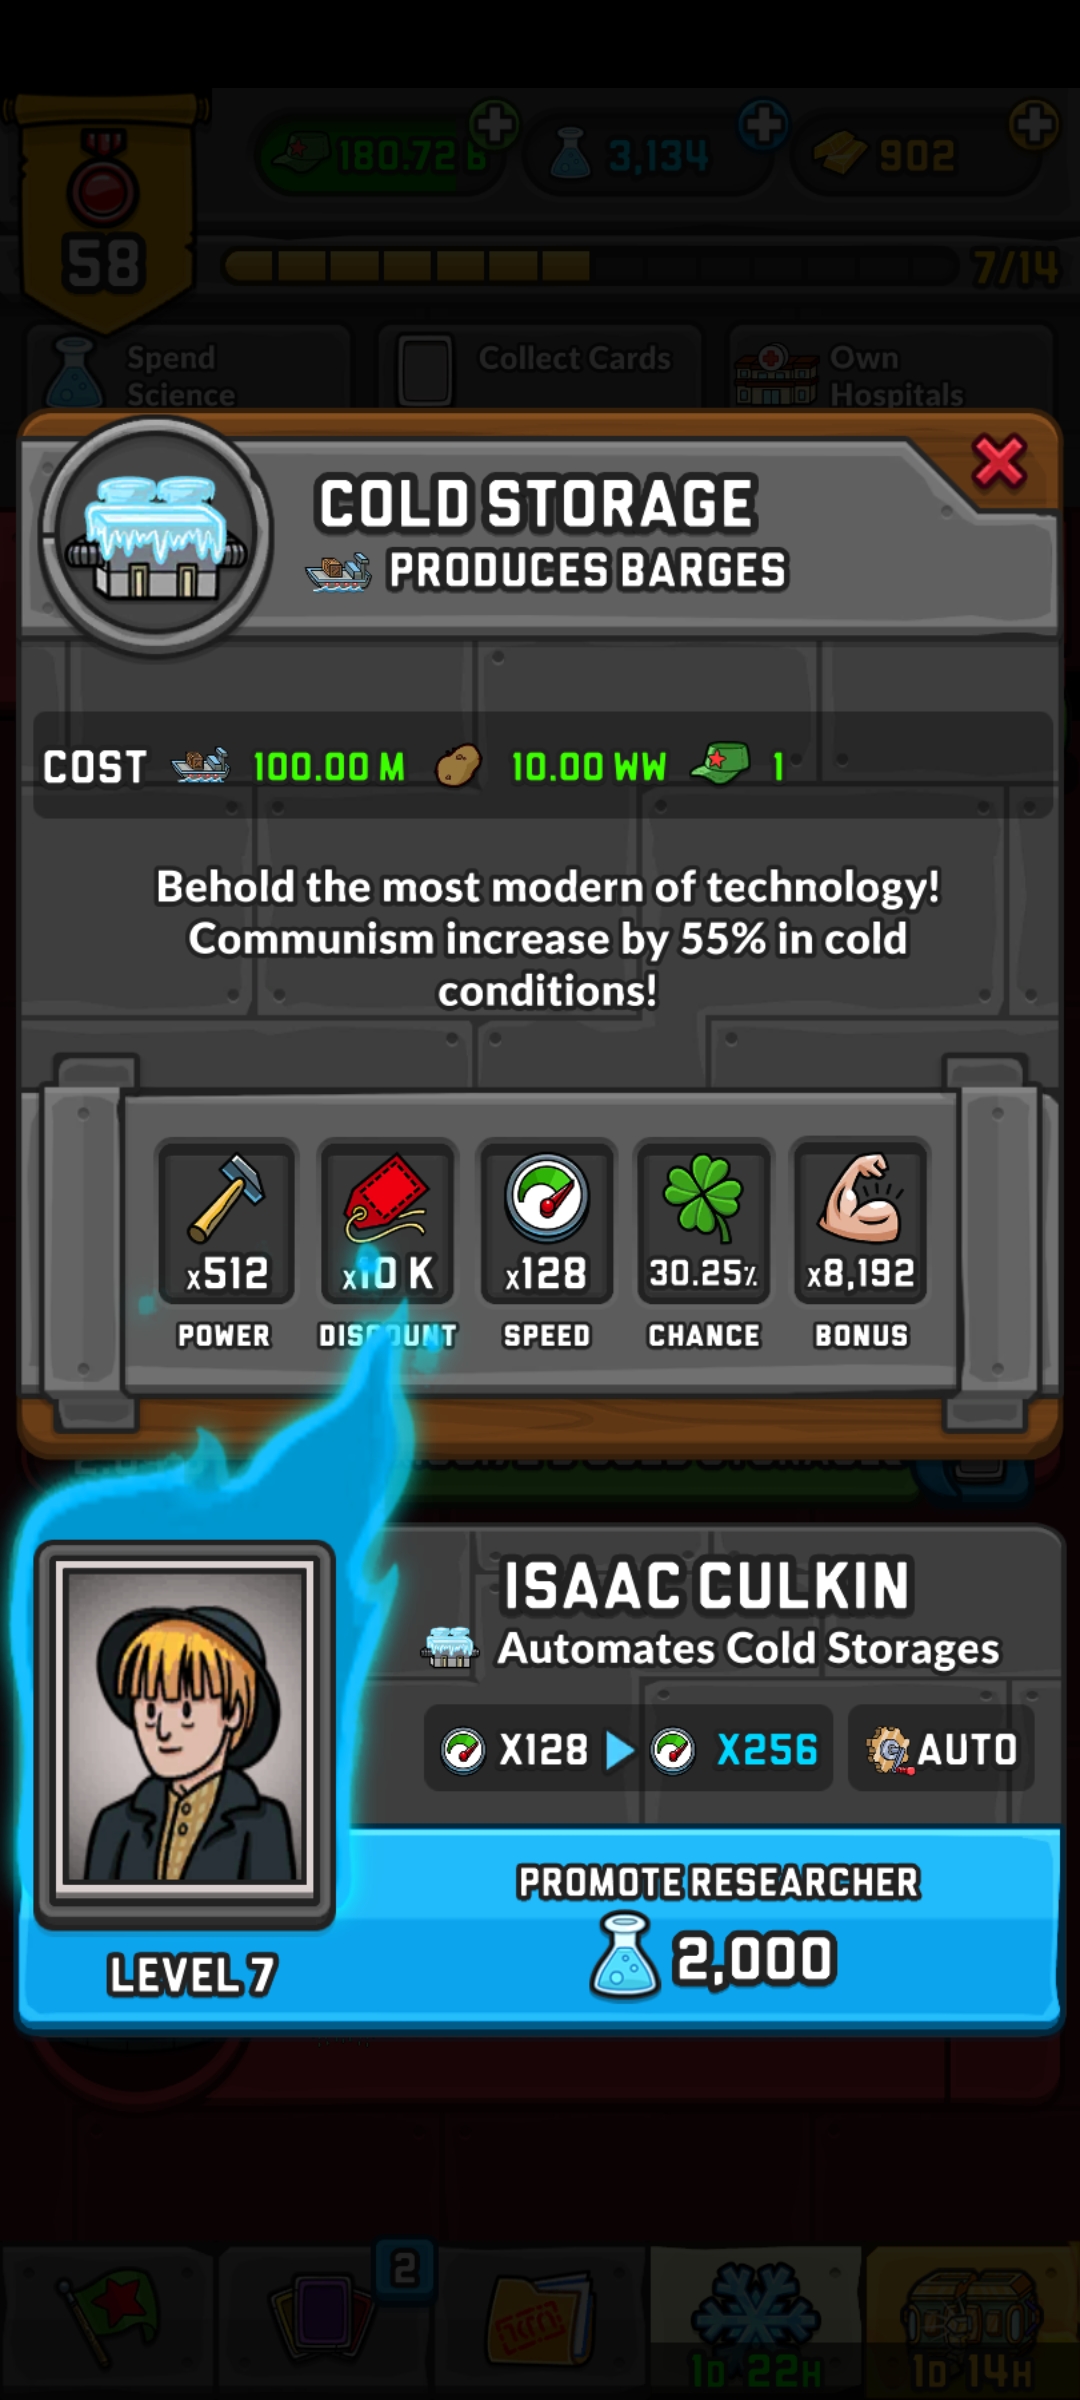 180.72 B
3,134
902
58
7/14
Spend
Science
Collect Cards
Own
Hospitals
COLD STORAGE
PRODUCES BARGES
COST 100.00 M 10.00 WW 1
Behold the most modern of technology!
Communism increase by 55% in cold
conditions!
x512
x10 K
x128
30.25%
x8,192
POWER
DISCOUNT
SPEED
CHANCE
BONUS
ISAAC CULKIN
Automates Cold Storages
X128 X256 AUTO
PROMOTE RESEARCHER
2,000
LEVEL 7
2
1D 22H
1D 14H